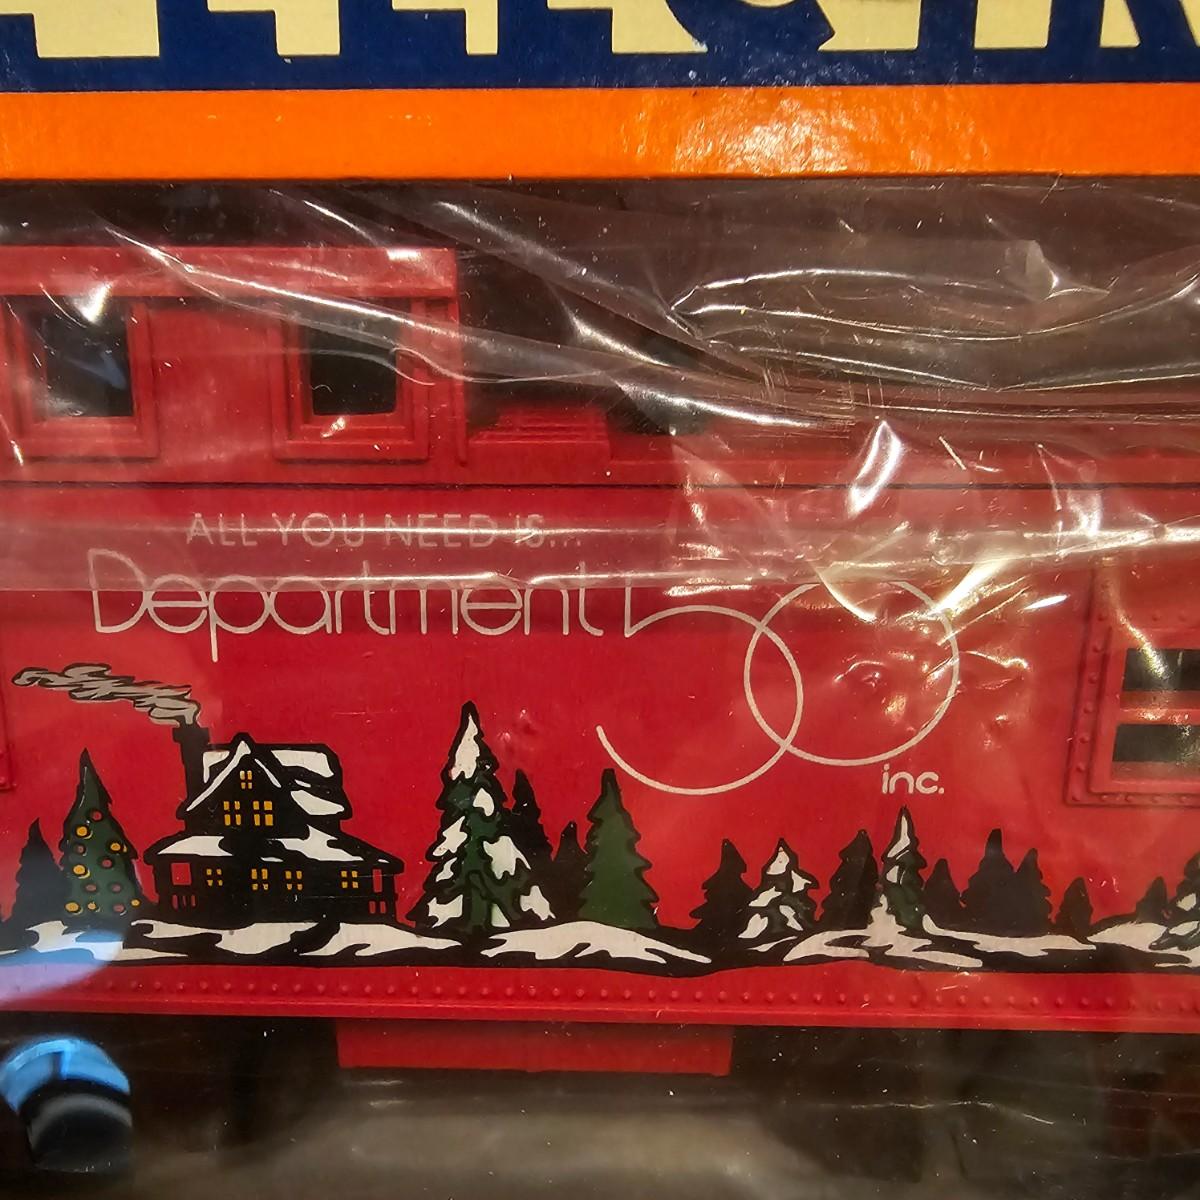 ALL YOU NEED IS...
Department 56
inc.